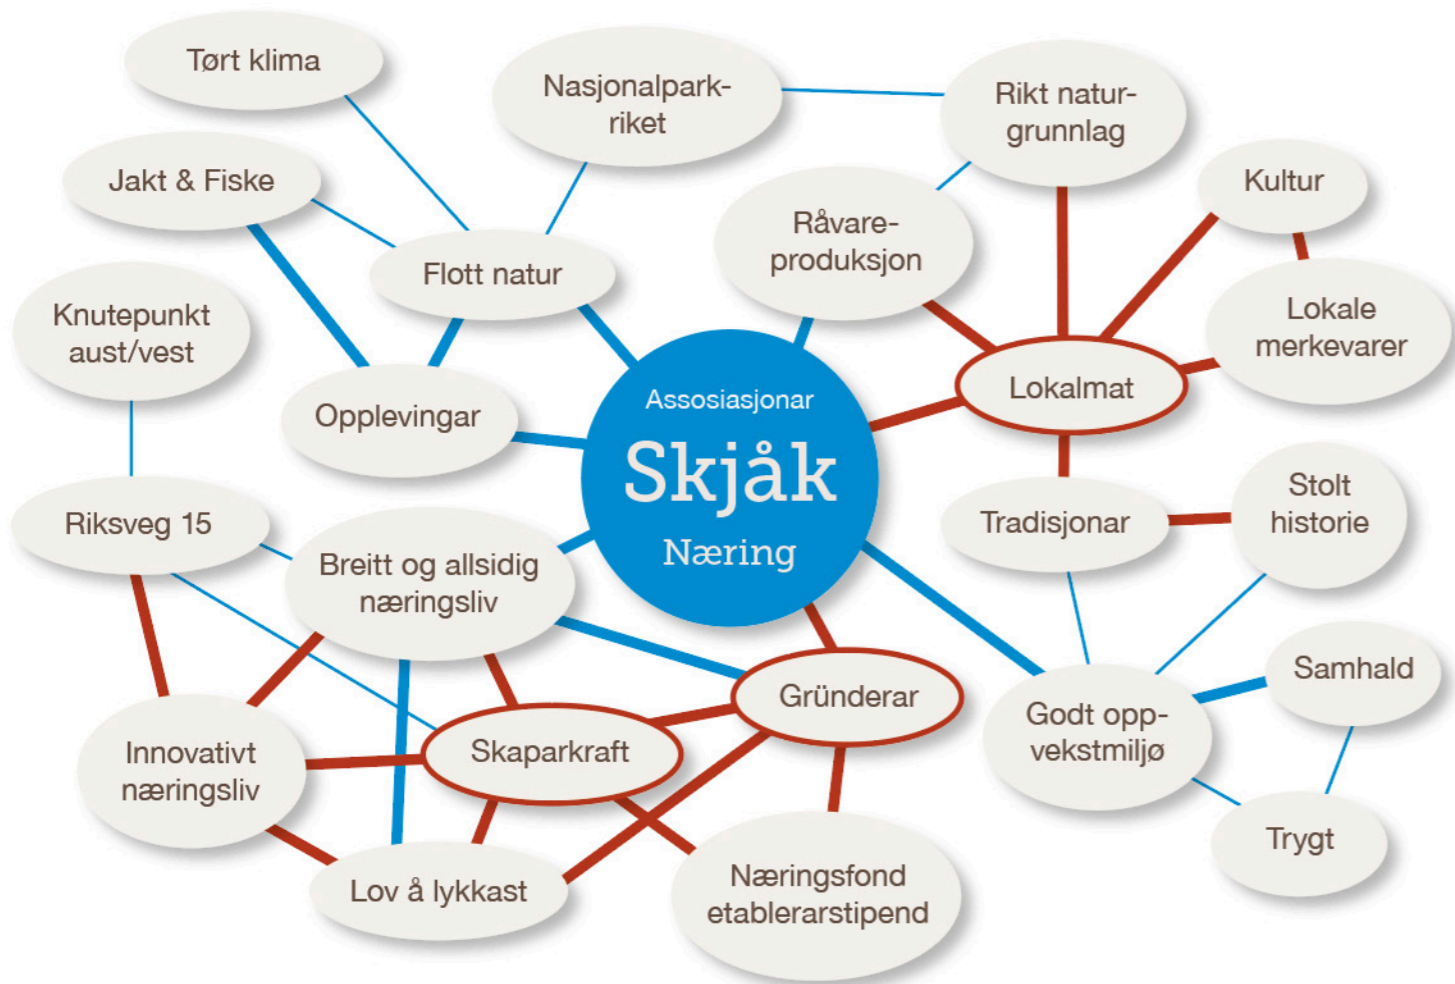 Tørt klima
Nasjonalpark-
riket
Rikt natur-
grunnlag
Jakt & Fiske
Kultur
Råvare-
produksjon
Flott natur
Knutepunkt
aust/vest
Lokale
merkevarer
Assosiasjonar
Skjåk
Næring
Lokalmat
Opplevingar
Riksveg 15
Tradisjonar
Stolt
historie
Breitt og allsidig
næringsliv
Samhald
Gründerar
Godt opp-
vekstmiljø
Innovativt
næringsliv
Skaparkraft
Trygt
Lov å lykkast
Næringsfond
etablerarstipend